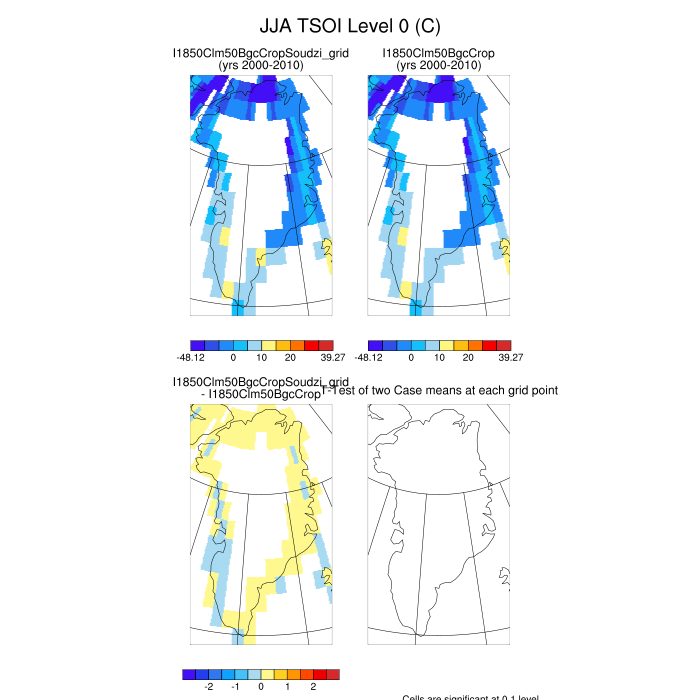 JJA TSOI Level 0 (C)
I1850Clm50BgcCropSoudzi_grid
(yrs 2000-2010)
I1850Clm50BgcCrop
(yrs 2000-2010)
-48.12 0 10 20 39.27
-48.12 0 10 20 39.27
I1850Clm50BgcCropSoudzi_grid
- I1850Clm50BgcCrop
T-Test of two Case means at each grid point
-2 -1 0 1 2
Cells are significant at 0.1 level